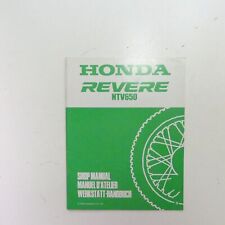 HONDA
REVERE
NTV650
SHOP MANUAL
MANUEL D'ATELIER
WERKSTATT-HANDBUCH